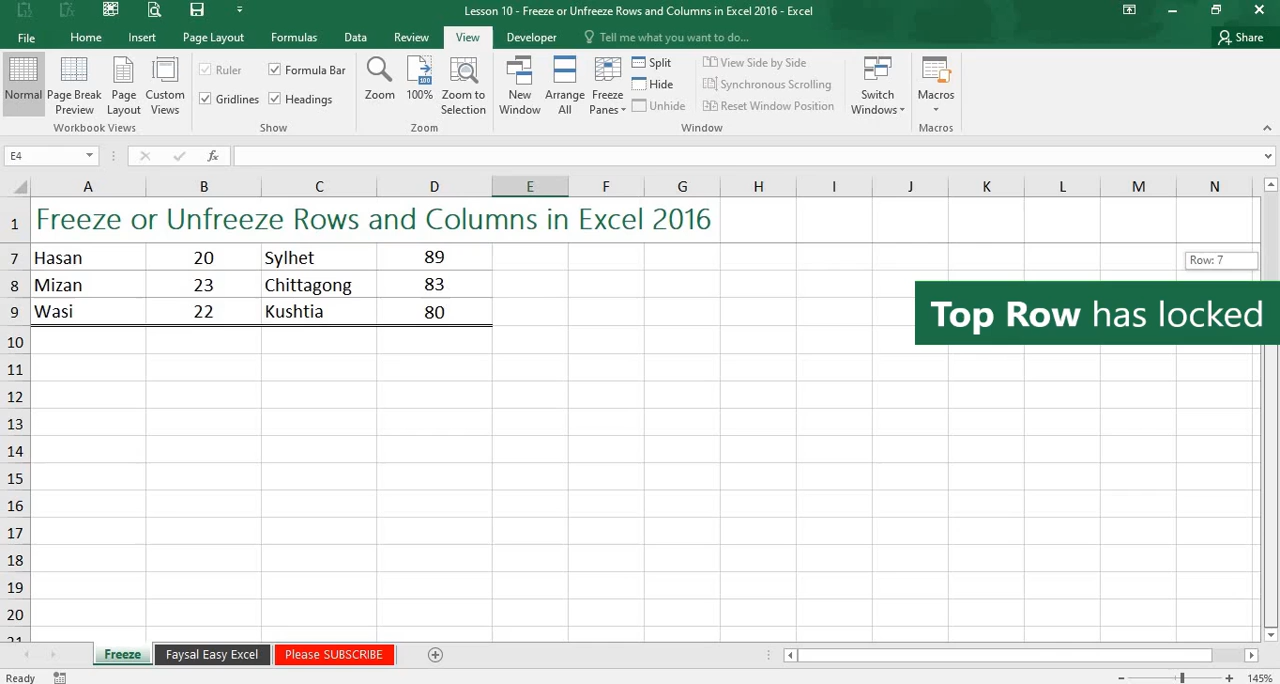 Lesson 10 - Freeze or Unfreeze Rows and Columns in Excel 2016 - Excel
File Home Insert Page Layout Formulas Data Review View Developer Tell me what you want to do... Share
Normal Page Break Preview Page Layout Custom Views
Workbook Views
Ruler Formula Bar
Gridlines Headings
Show
Zoom 100% Zoom to Selection
Zoom
New Window Arrange All Freeze Panes Split
Hide
Unhide
View Side by Side
Synchronous Scrolling
Reset Window Position
Switch Windows
Window
Macros
Macros
E4 fx
A B C D E F G H I J K L M N
1 Freeze or Unfreeze Rows and Columns in Excel 2016
7 Hasan 20 Sylhet 89 Row: 7
8 Mizan 23 Chittagong 83
9 Wasi 22 Kushtia 80
Top Row has locked
10
11
12
13
14
15
16
17
18
19
20
21
Freeze Faysal Easy Excel Please SUBSCRIBE
Ready 145%